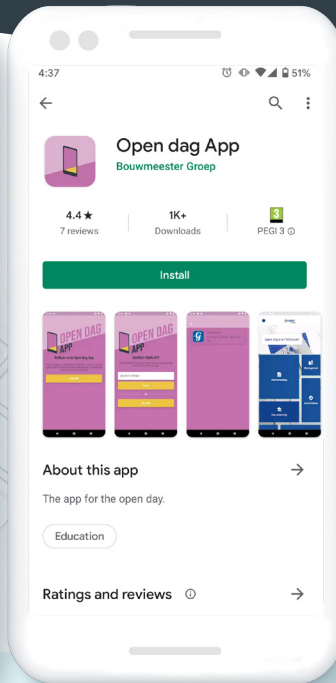 4:37
51%
Open dag App
Bouwmeester Groep
4.4★
7 reviews
1K+
Downloads
3
PEGI 3
Install
OPEN DAG
APP
OPEN DAG
APP
About this app
The app for the open day.
Education
Ratings and reviews